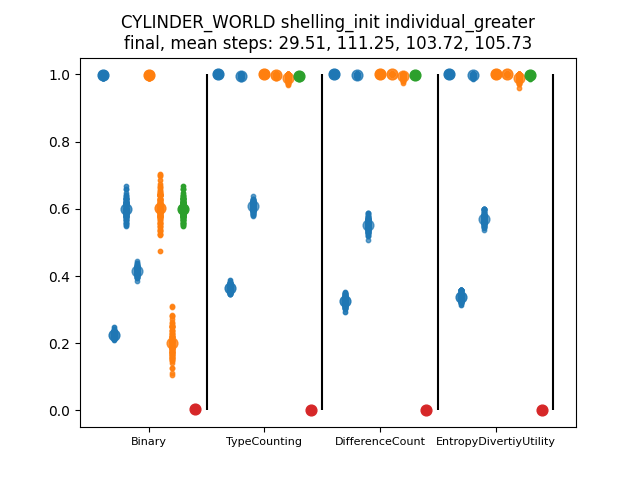 CYLINDER_WORLD shelling_init individual_greater
final, mean steps: 29.51, 111.25, 103.72, 105.73
1.0
0.8
0.6
0.4
0.2
0.0
Binary
TypeCounting
DifferenceCount
EntropyDivertiyUtility